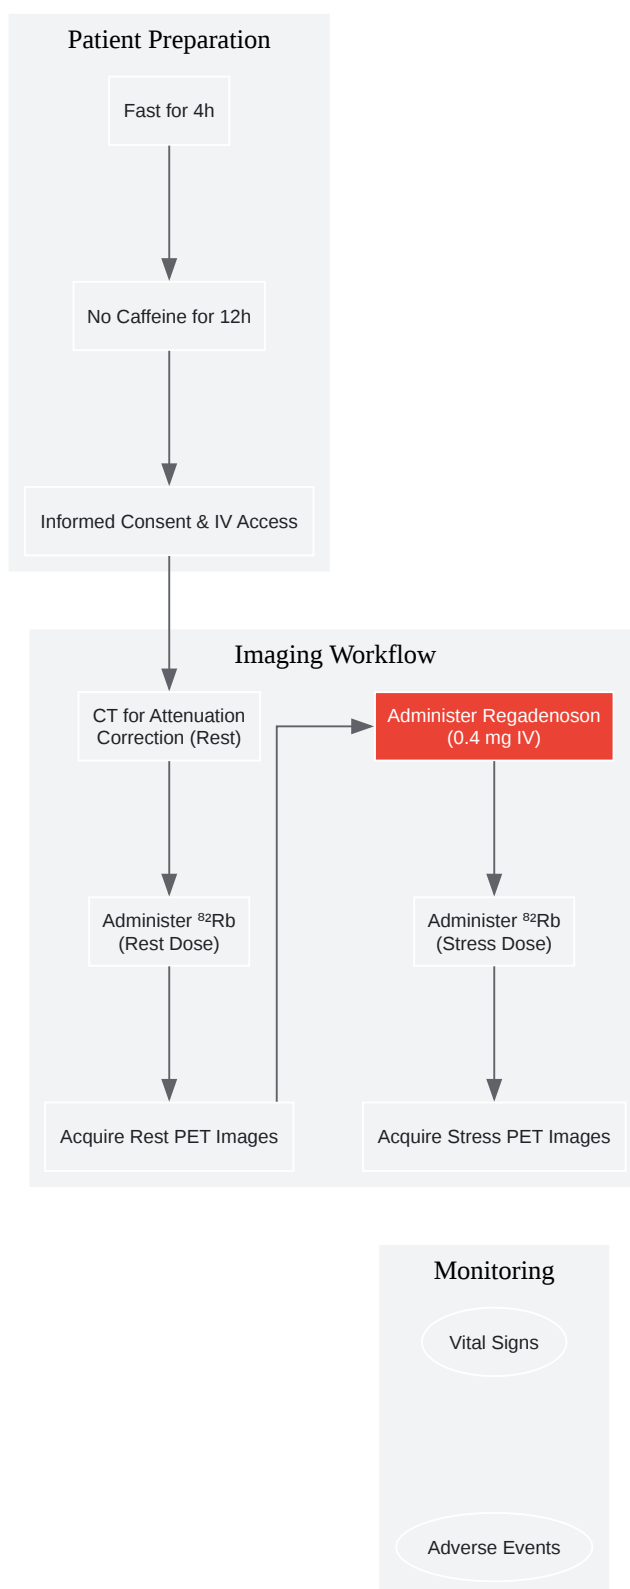 Patient Preparation
Fast for 4h
No Caffeine for 12h
Informed Consent & IV Access
Imaging Workflow
CT for Attenuation
Correction (Rest)
Administer ⁸²Rb
(Rest Dose)
Acquire Rest PET Images
Administer Regadenoson
(0.4 mg IV)
Administer ⁸²Rb
(Stress Dose)
Acquire Stress PET Images
Monitoring
Vital Signs
Adverse Events